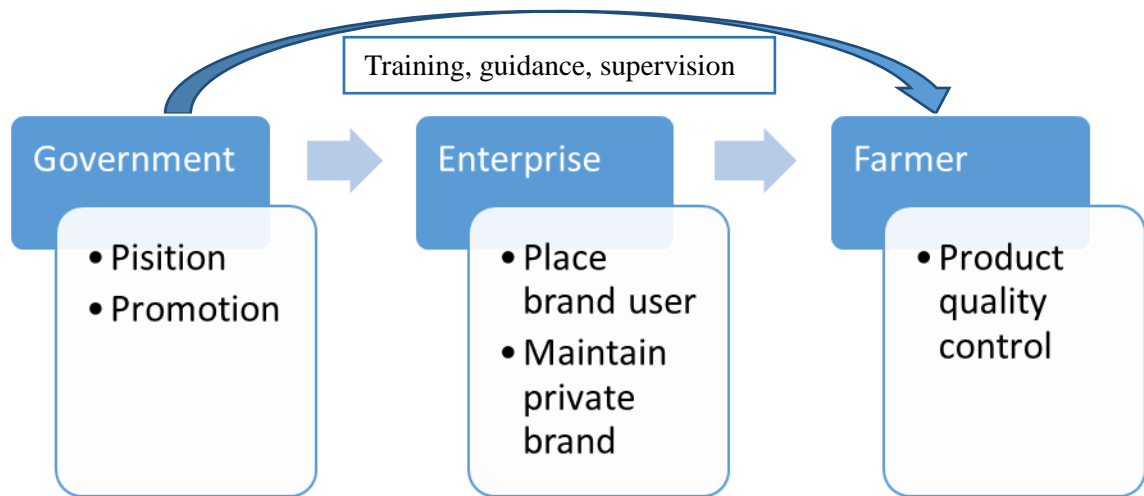 Training, guidance, supervision
Government
Enterprise
Farmer
• Pisition
• Promotion
• Place
brand user
• Maintain
private
brand
• Product
quality
control